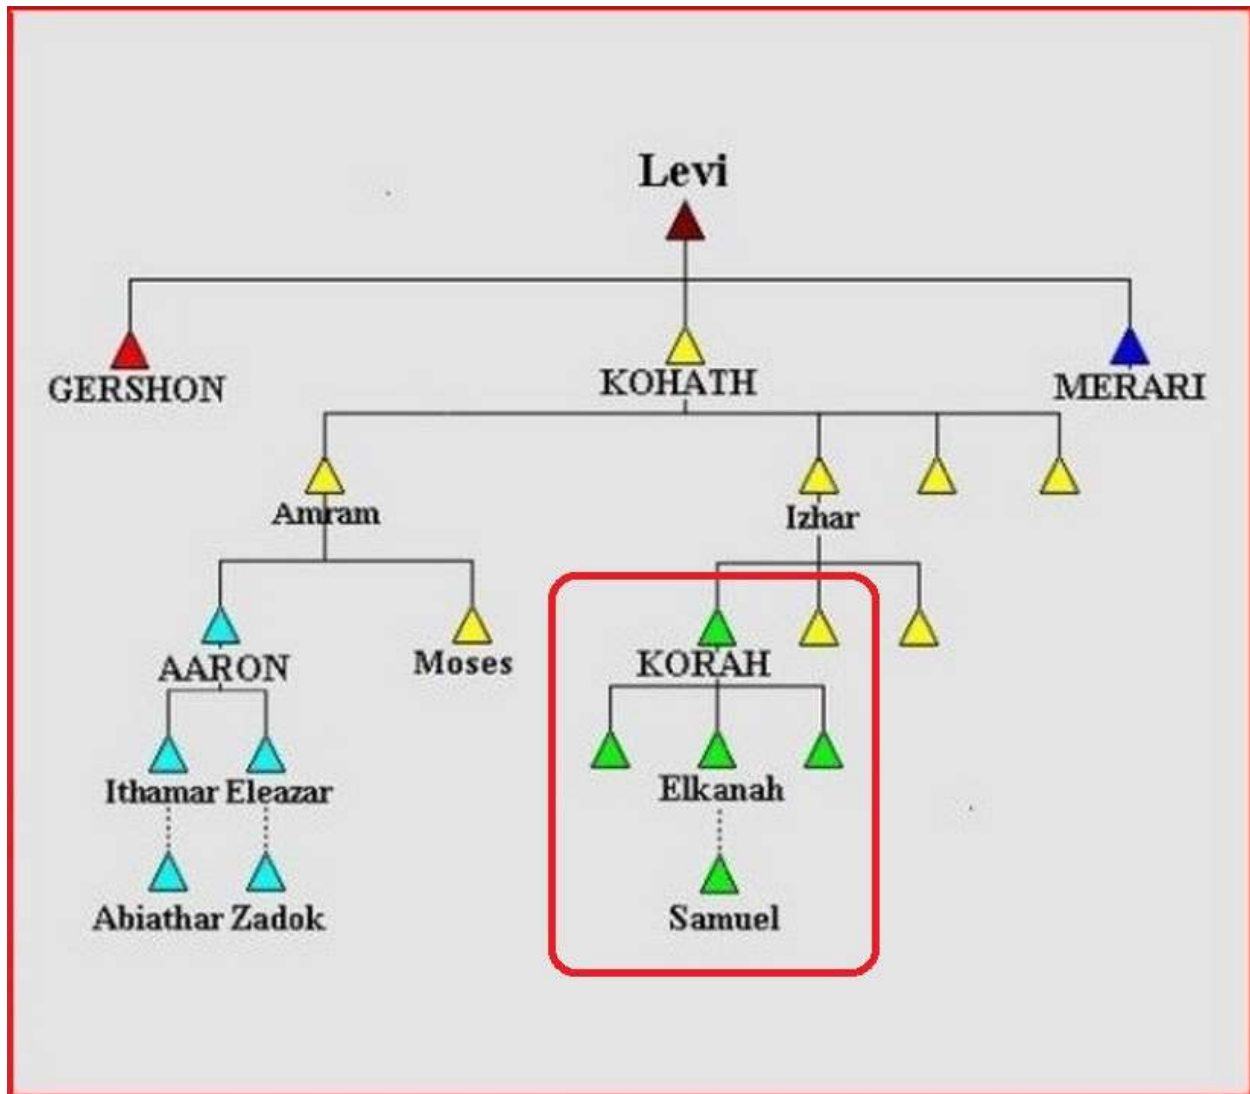 Levi
GERSHON
KOHATH
MERARI
Amram
Izhar
AARON
Moses
KORAH
Ithamar Eleazar
Elkanah
Abiathar Zadok
Samuel